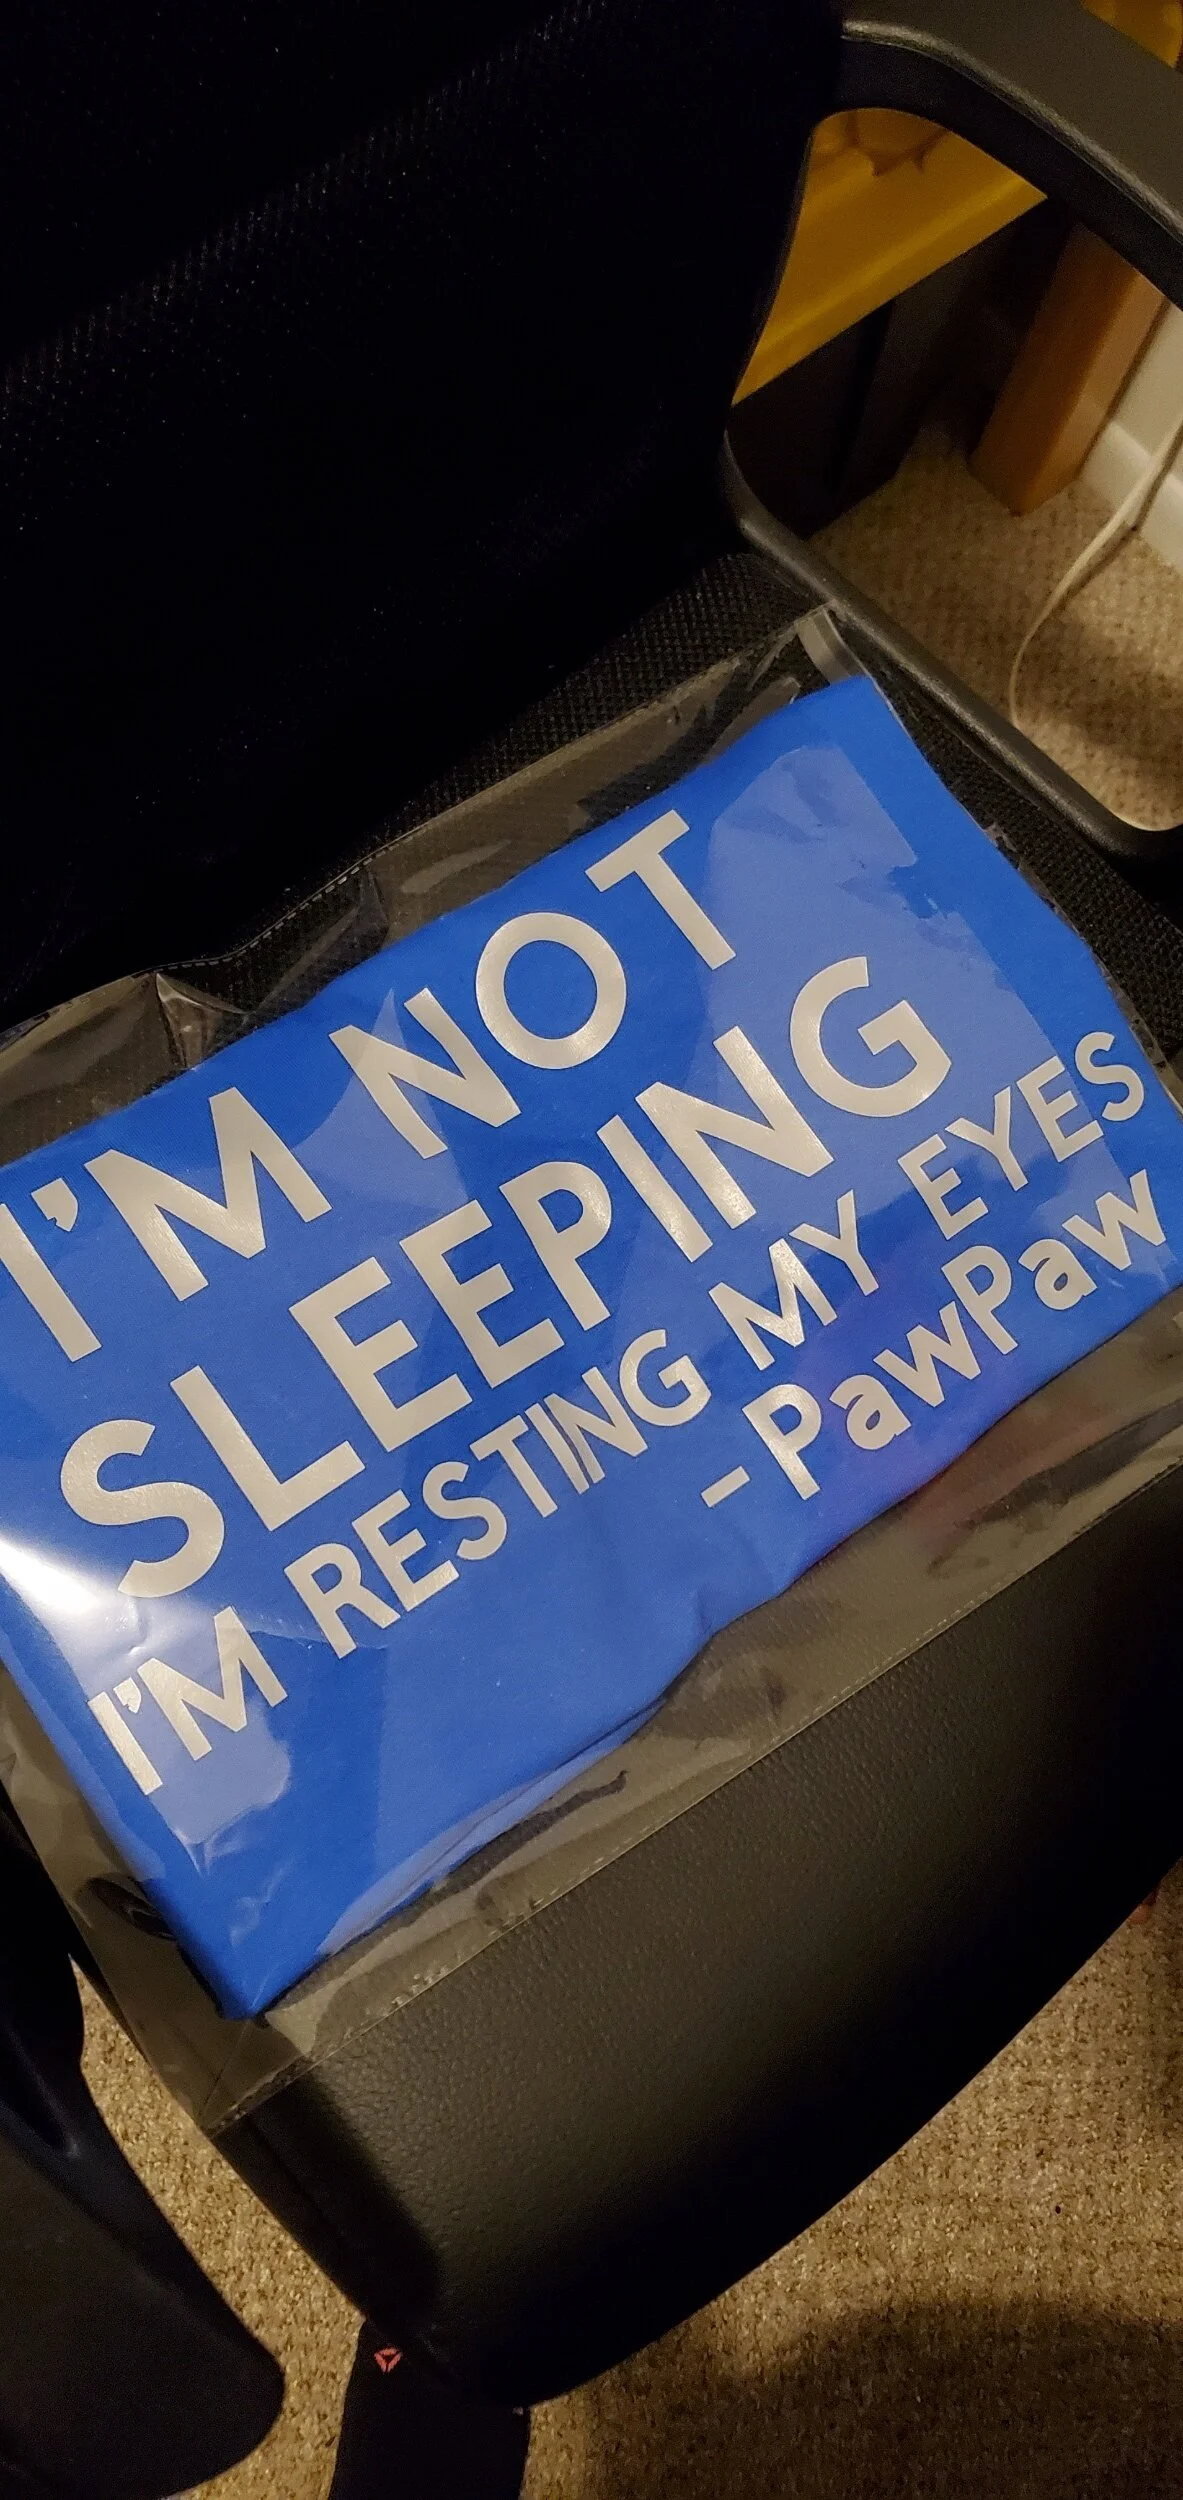 I'M NOT
SLEEPING
I'M RESTING MY EYES
- PawPaw